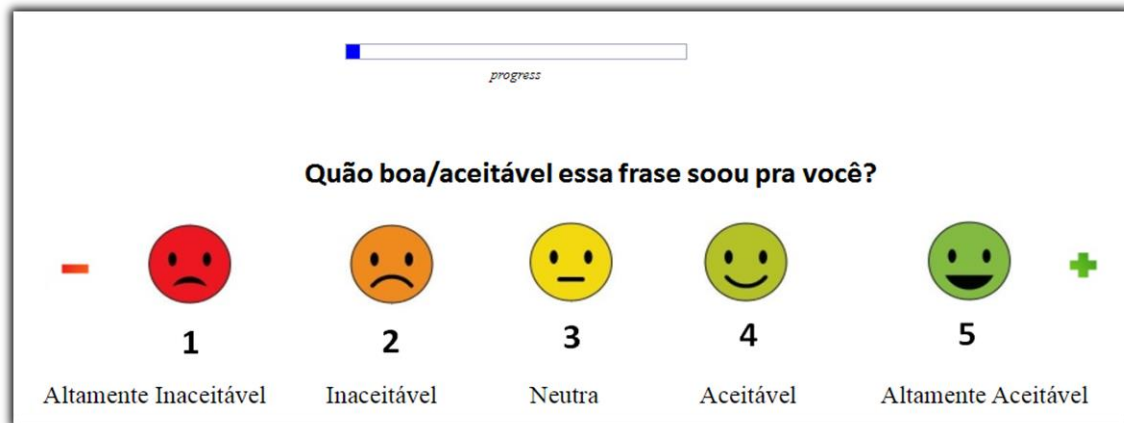 progress
Quão boa/aceitável essa frase soou pra você?
1 2 3 4 5
Altamente Inaceitável Inaceitável Neutra Aceitável Altamente Aceitável